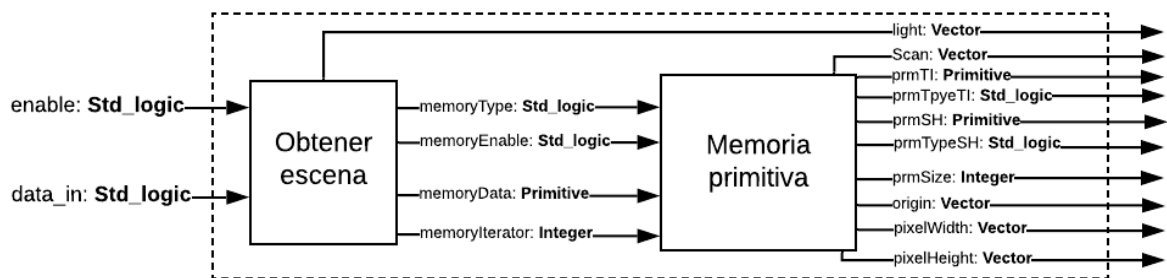 light: Vector
Scan: Vector
prmTI: Primitive
enable: Std_logic
memoryType: Std_logic
prmTpyeTI: Std_logic
prmSH: Primitive
Obtener
escena
memoryEnable: Std_logic
Memoria
primitiva
prmTypeSH: Std_logic
prmSize: Integer
data_in: Std_logic
memoryData: Primitive
origin: Vector
memoryIterator: Integer
pixelWidth: Vector
pixelHeight: Vector